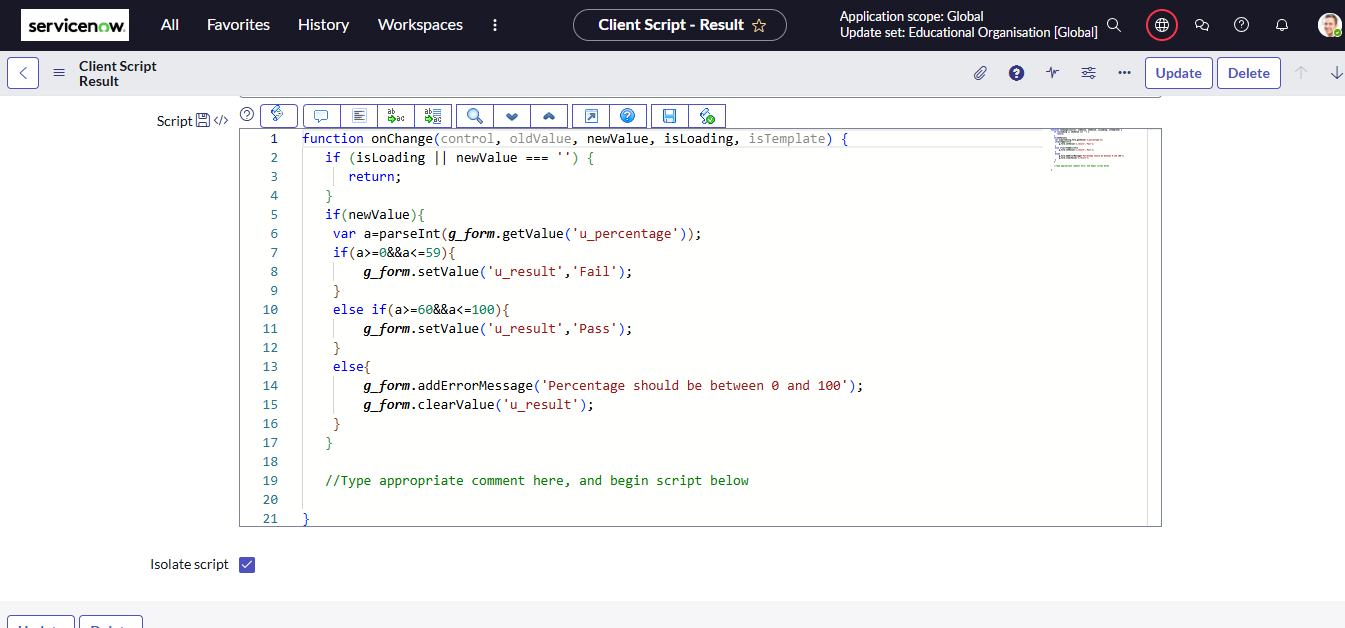 servicenow. All Favorites History Workspaces Client Script - Result Application scope: Global
Update set: Educational Organisation [Global]
Client Script
Result
Update Delete
Script </>
1 function onChange(control, oldValue, newValue, isLoading, isTemplate) {
2 if (isLoading || newValue === '') {
3 return;
4 }
5 if(newValue){
6 var a=parseInt(g_form.getValue('u_percentage'));
7 if(a>=0&&a<=59){
8 g_form.setValue('u_result','Fail');
9 }
10 else if(a>=60&&a<=100){
11 g_form.setValue('u_result','Pass');
12 }
13 else{
14 g_form.addErrorMessage('Percentage should be between 0 and 100');
15 g_form.clearValue('u_result');
16 }
17 }
18
19 //Type appropriate comment here, and begin script below
20
21 }
Isolate script
Update Delete